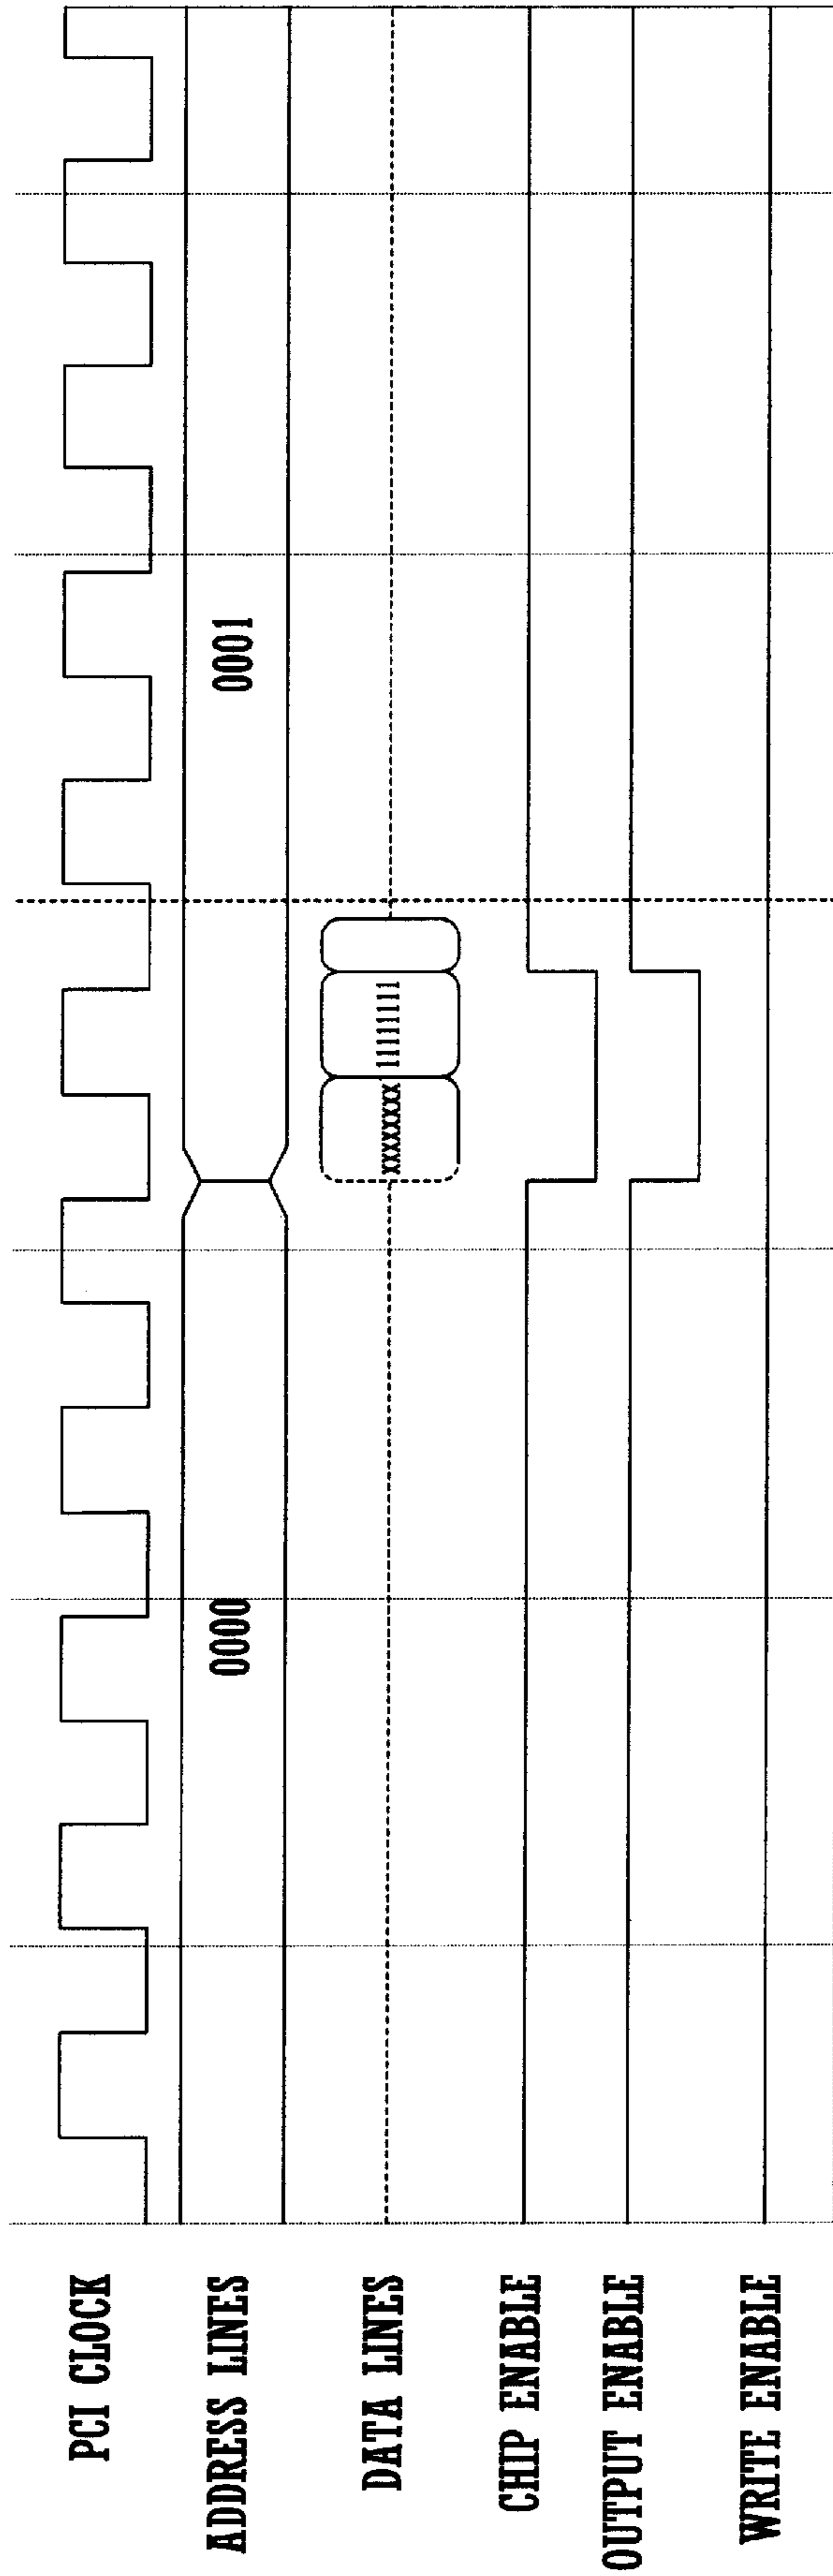 PCI CLOCK
ADDRESS LINES
0000
0001
DATA LINES
XXXXXXXX
11111111
CHIP ENABLE
OUTPUT ENABLE
WRITE ENABLE